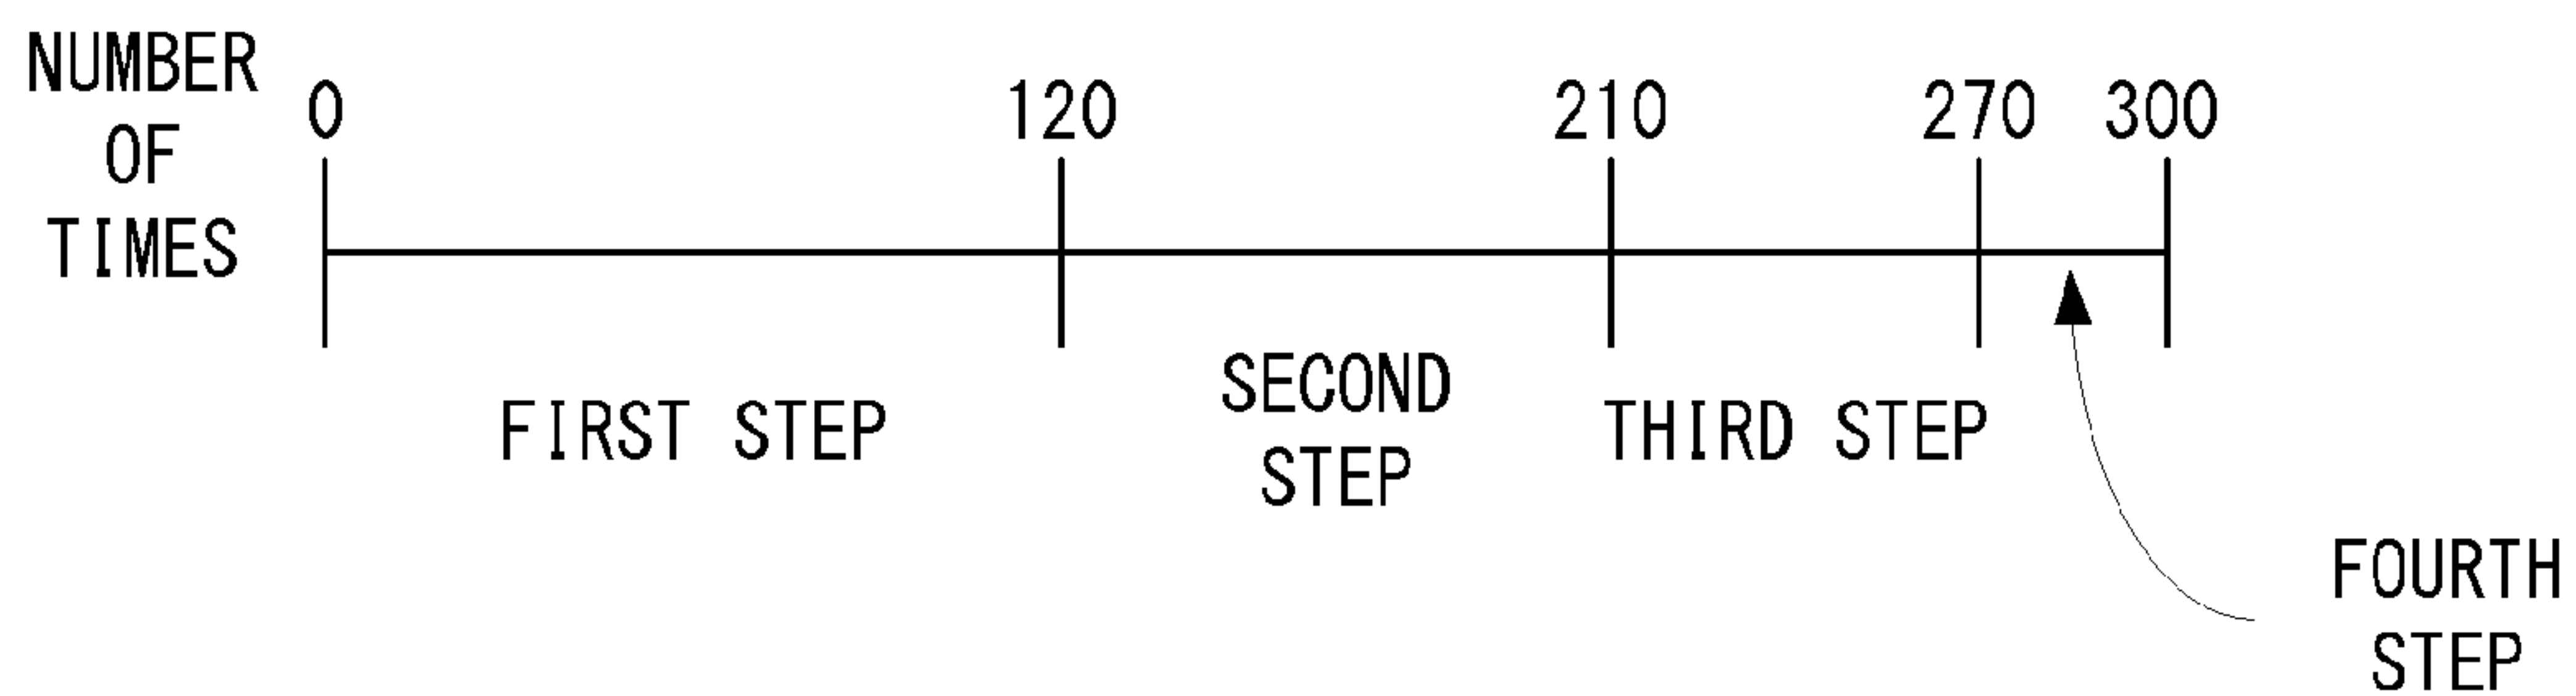 NUMBER
OF
TIMES
0
120
210
270
300
FIRST STEP
SECOND
STEP
THIRD STEP
FOURTH
STEP